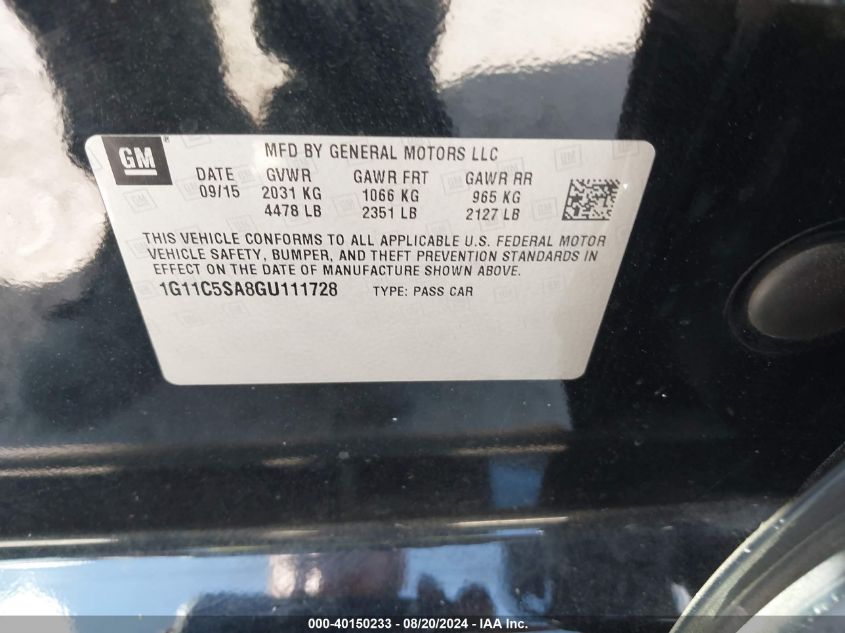 GM
MFD BY GENERAL MOTORS LLC
DATE GVWR GAWR FRT GAWR RR
09/15 2031 KG 1066 KG 965 KG
4478 LB 2351 LB 2127 LB
THIS VEHICLE CONFORMS TO ALL APPLICABLE U.S. FEDERAL MOTOR
VEHICLE SAFETY, BUMPER, AND THEFT PREVENTION STANDARDS IN
EFFECT ON THE DATE OF MANUFACTURE SHOWN ABOVE.
1G11C5SA8GU111728 TYPE: PASS CAR
000-40150233 - 08/20/2024 - IAA Inc.